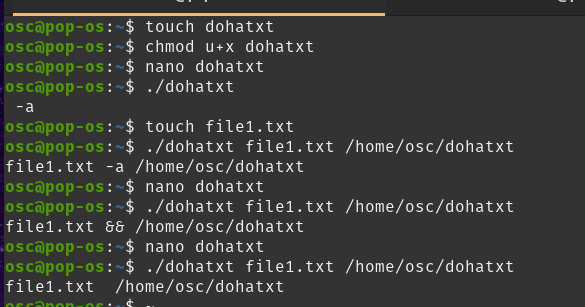 osc@pop-os:~$ touch dohatxt
osc@pop-os:~$ chmod u+x dohatxt
osc@pop-os:~$ nano dohatxt
osc@pop-os:~$ ./dohatxt
 -a
osc@pop-os:~$ touch file1.txt
osc@pop-os:~$ ./dohatxt file1.txt /home/osc/dohatxt
file1.txt -a /home/osc/dohatxt
osc@pop-os:~$ nano dohatxt
osc@pop-os:~$ ./dohatxt file1.txt /home/osc/dohatxt
file1.txt && /home/osc/dohatxt
osc@pop-os:~$ nano dohatxt
osc@pop-os:~$ ./dohatxt file1.txt /home/osc/dohatxt
file1.txt  /home/osc/dohatxt